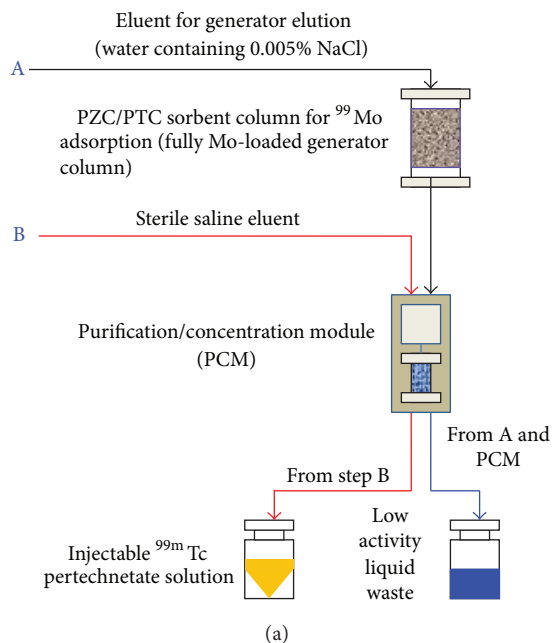 Eluent for generator elution
(water containing 0.005% NaCl)
A
PZC/PTC sorbent column for ⁹⁹Mo
adsorption (fully Mo-loaded generator
column)
Sterile saline eluent
B
Purification/concentration module
(PCM)
From A and
PCM
From step B
Injectable ⁹⁹ᵐTc
pertechnetate solution
Low
activity
liquid
waste
(a)